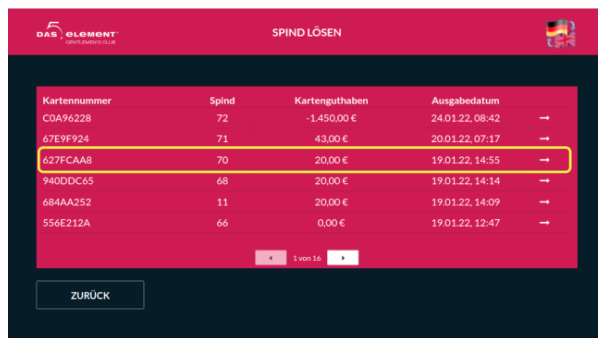 DAS 5 ELEMENT
GENTLEMEN'S CLUB
SPIND LÖSEN
Kartennummer Spind Kartenguthaben Ausgabedatum
C0A96228 72 -1.450,00 € 24.01.22, 08:42 →
67E9F924 71 43,00 € 20.01.22, 07:17 →
627FCAA8 70 20,00 € 19.01.22, 14:55 →
940DDC65 68 20,00 € 19.01.22, 14:14 →
684AA252 11 20,00 € 19.01.22, 14:09 →
556E212A 66 0,00 € 19.01.22, 12:47 →
1 von 16
ZURÜCK